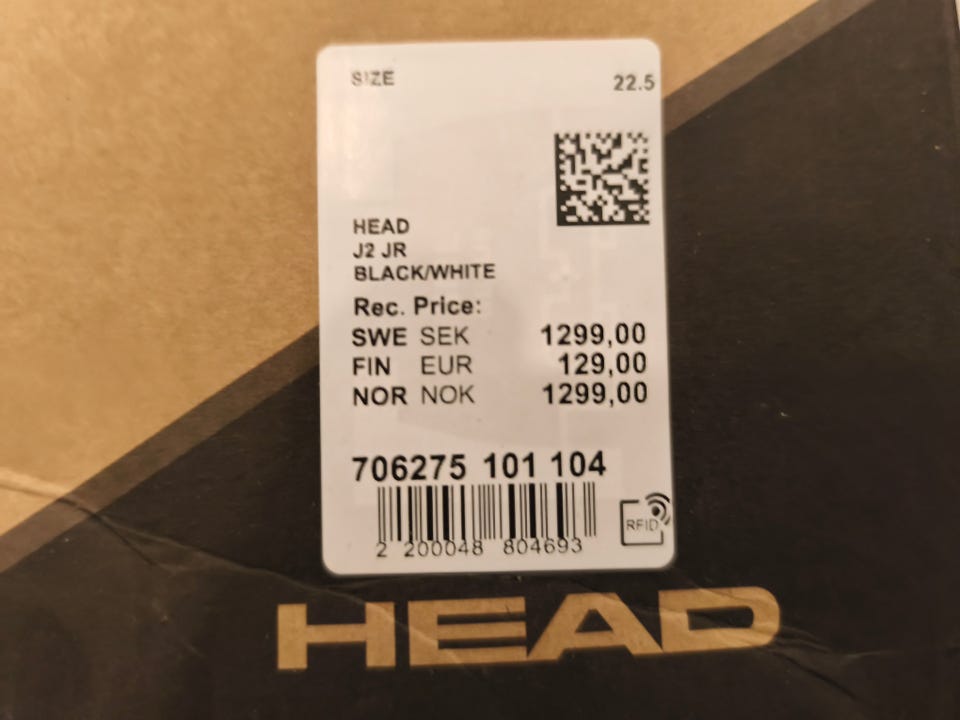 SIZE 22.5
HEAD
J2 JR
BLACK/WHITE
Rec. Price:
SWE SEK 1299,00
FIN EUR 129,00
NOR NOK 1299,00
706275 101 104
2 200048 804693
RFID
HEAD